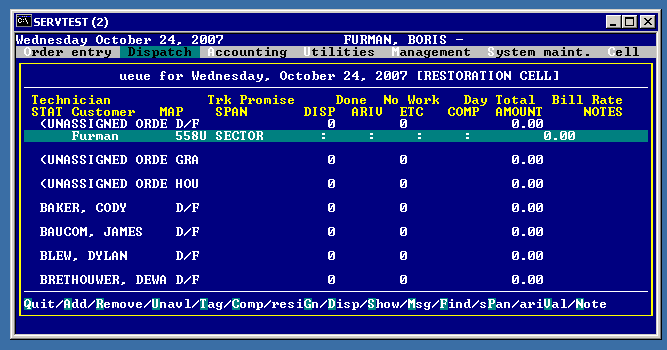 SERVTEST (2)
Wednesday October 24, 2007 FURMAN, BORIS -
Order entry Dispatch Accounting Utilities Management System maint. Cell
ueue for Wednesday, October 24, 2007 [RESTORATION CELL]
Technician Trk Promise Done No Work Day Total Bill Rate
STAT Customer MAP SPAN DISP ARIV ETC COMP AMOUNT NOTES
(UNASSIGNED ORDE D/F 0 0 0.00
Furman 558U SECTOR : : : : 0.00
(UNASSIGNED ORDE GRA 0 0 0.00
(UNASSIGNED ORDE HOU 0 0 0.00
BAKER, CODY D/F 0 0 0.00
BAUCOM, JAMES D/F 0 0 0.00
BLEW, DYLAN D/F 0 0 0.00
BRETHOUWER, DEWA D/F 0 0 0.00
Quit/Add/Remove/Unavl/Tag/Comp/resiGn/Disp/Show/Msg/Find/sPan/ariVal/Note